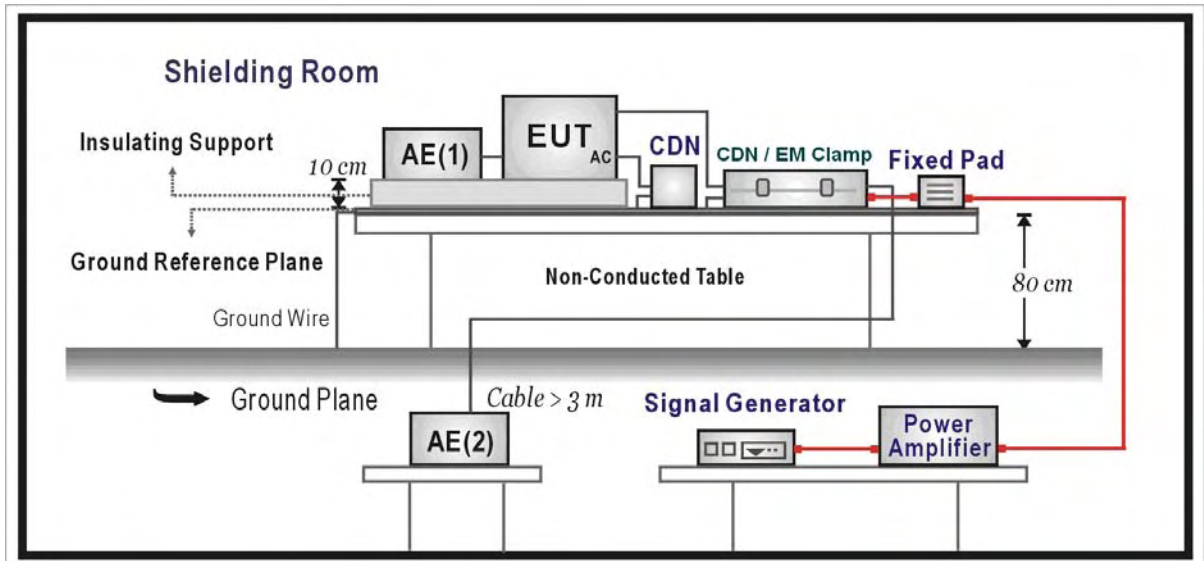 Shielding Room
Insulating Support
10 cm
AE(1)
EUT
AC
CDN
CDN / EM Clamp
Fixed Pad
Ground Reference Plane
Non-Conducted Table
80 cm
Ground Wire
Ground Plane
Cable > 3 m
AE(2)
Signal Generator
Power
Amplifier